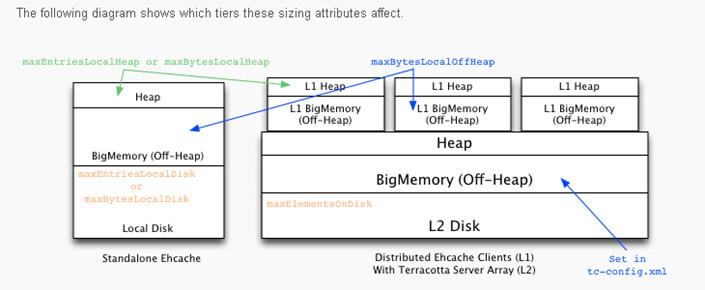 The following diagram shows which tiers these sizing attributes affect.
maxEntriesLocalHeap or maxBytesLocalHeap
maxBytesLocalOffHeap
Heap
BigMemory (Off-Heap)
maxEntriesLocalDisk
or
maxBytesLocalDisk
Local Disk
Standalone Ehcache
L1 Heap
L1 BigMemory
(Off-Heap)
L1 Heap
L1 BigMemory
(Off-Heap)
L1 Heap
L1 BigMemory
(Off-Heap)
Heap
BigMemory (Off-Heap)
maxElementsOnDisk
L2 Disk
Distributed Ehcache Clients (L1)
With Terracotta Server Array (L2)
Set in
tc-config.xml